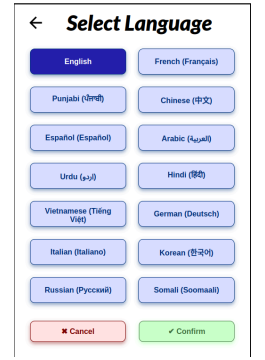 ← Select Language
English
French (Français)
Punjabi (ਪੰਜਾਬੀ)
Chinese (中文)
Español (Español)
Arabic (العربية)
Urdu (اردو)
Hindi (हिंदी)
Vietnamese (Tiếng
Việt)
German (Deutsch)
Italian (Italiano)
Korean (한국어)
Russian (Русский)
Somali (Soomaali)
✖ Cancel
✔ Confirm